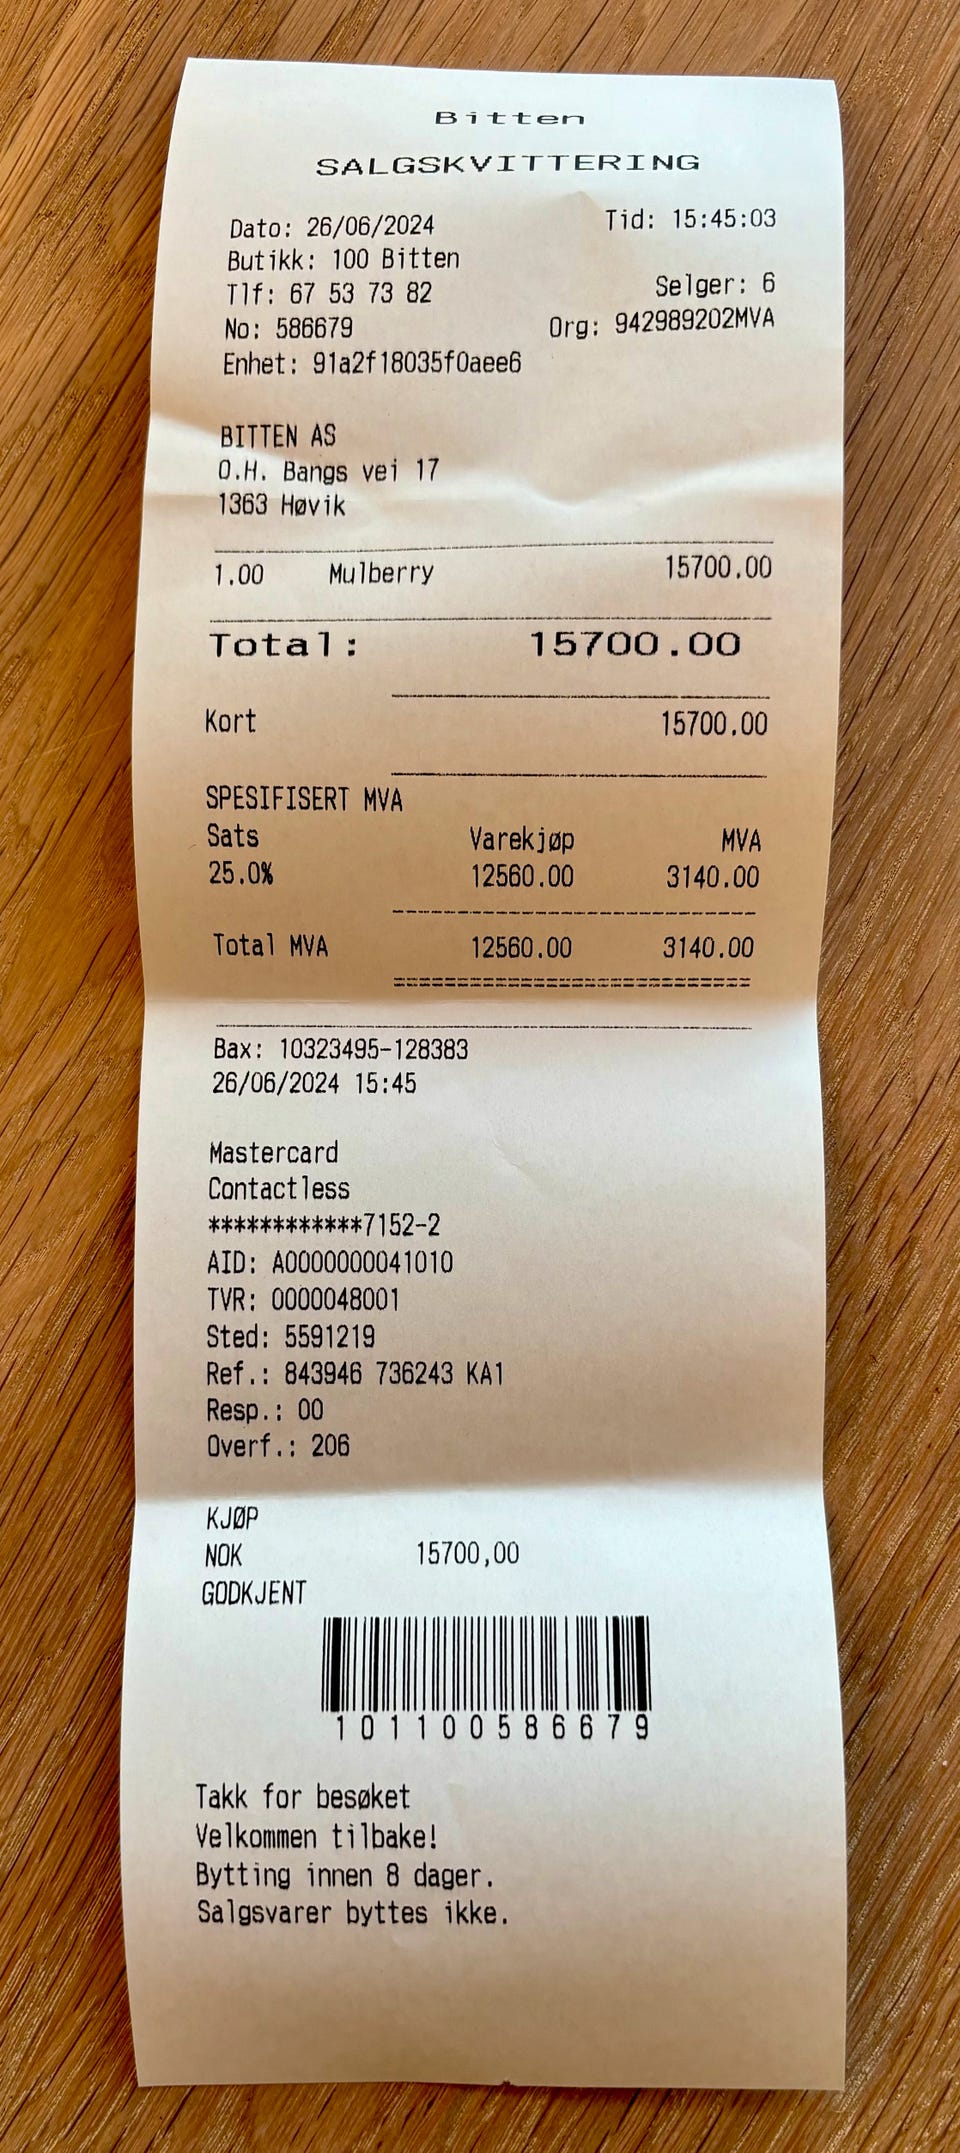 Bitten
SALGSKVITTERING
Dato: 26/06/2024 Tid: 15:45:03
Butikk: 100 Bitten
Tlf: 67 53 73 82 Selger: 6
No: 586679 Org: 942989202MVA
Enhet: 91a2f18035f0aee6
BITTEN AS
O.H. Bangs vei 17
1363 Høvik
1.00 Mulberry 15700.00
Total: 15700.00
Kort 15700.00
SPESIFISERT MVA
Sats Varekjøp MVA
25.0% 12560.00 3140.00
Total MVA 12560.00 3140.00
Bax: 10323495-128383
26/06/2024 15:45
Mastercard
Contactless
************7152-2
AID: A0000000041010
TVR: 0000048001
Sted: 5591219
Ref.: 843946 736243 KA1
Resp.: 00
Overf.: 206
KJØP
NOK 15700,00
GODKJENT
101100586679
Takk for besøket
Velkommen tilbake!
Bytting innen 8 dager.
Salgsvarer byttes ikke.